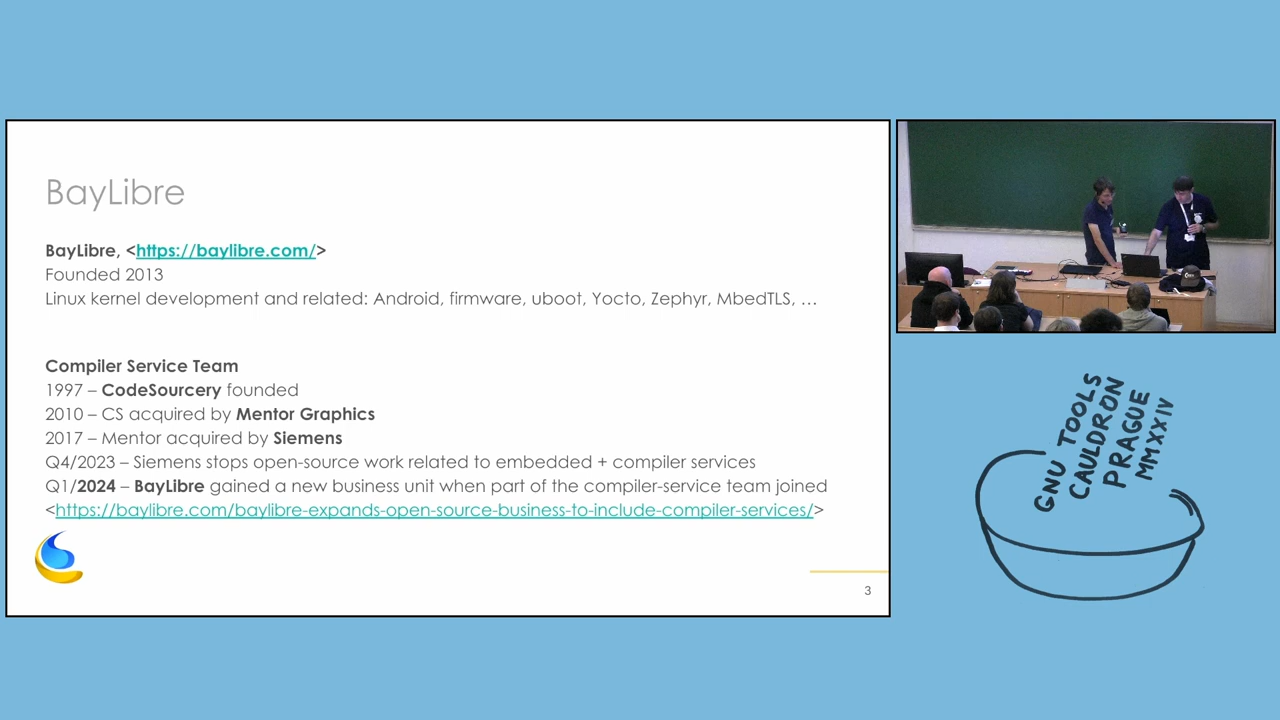 BayLibre
BayLibre, <https://baylibre.com/>
Founded 2013
Linux kernel development and related: Android, firmware, uboot, Yocto, Zephyr, MbedTLS, …
Compiler Service Team
1997 – CodeSourcery founded
2010 – CS acquired by Mentor Graphics
2017 – Mentor acquired by Siemens
Q4/2023 – Siemens stops open-source work related to embedded + compiler services
Q1/2024 – BayLibre gained a new business unit when part of the compiler-service team joined
<https://baylibre.com/baylibre-expands-open-source-business-to-include-compiler-services/>
3
GNU TOOLS
CAULDRON
PRAGUE
MMXXIV